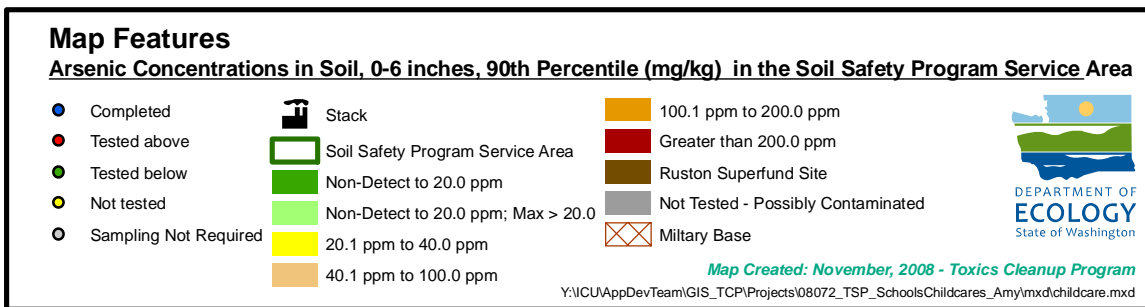 Map Features
Arsenic Concentrations in Soil, 0-6 inches, 90th Percentile (mg/kg) in the Soil Safety Program Service Area
Completed
Tested above
Tested below
Not tested
Sampling Not Required
Stack
Soil Safety Program Service Area
Non-Detect to 20.0 ppm
Non-Detect to 20.0 ppm; Max > 20.0
20.1 ppm to 40.0 ppm
40.1 ppm to 100.0 ppm
100.1 ppm to 200.0 ppm
Greater than 200.0 ppm
Ruston Superfund Site
Not Tested - Possibly Contaminated
Miltary Base
DEPARTMENT OF
ECOLOGY
State of Washington
Map Created: November, 2008 - Toxics Cleanup Program
Y:\ICU\AppDevTeam\GIS_TCP\Projects\08072_TSP_SchoolsChildcares_Amy\mxd\childcare.mxd